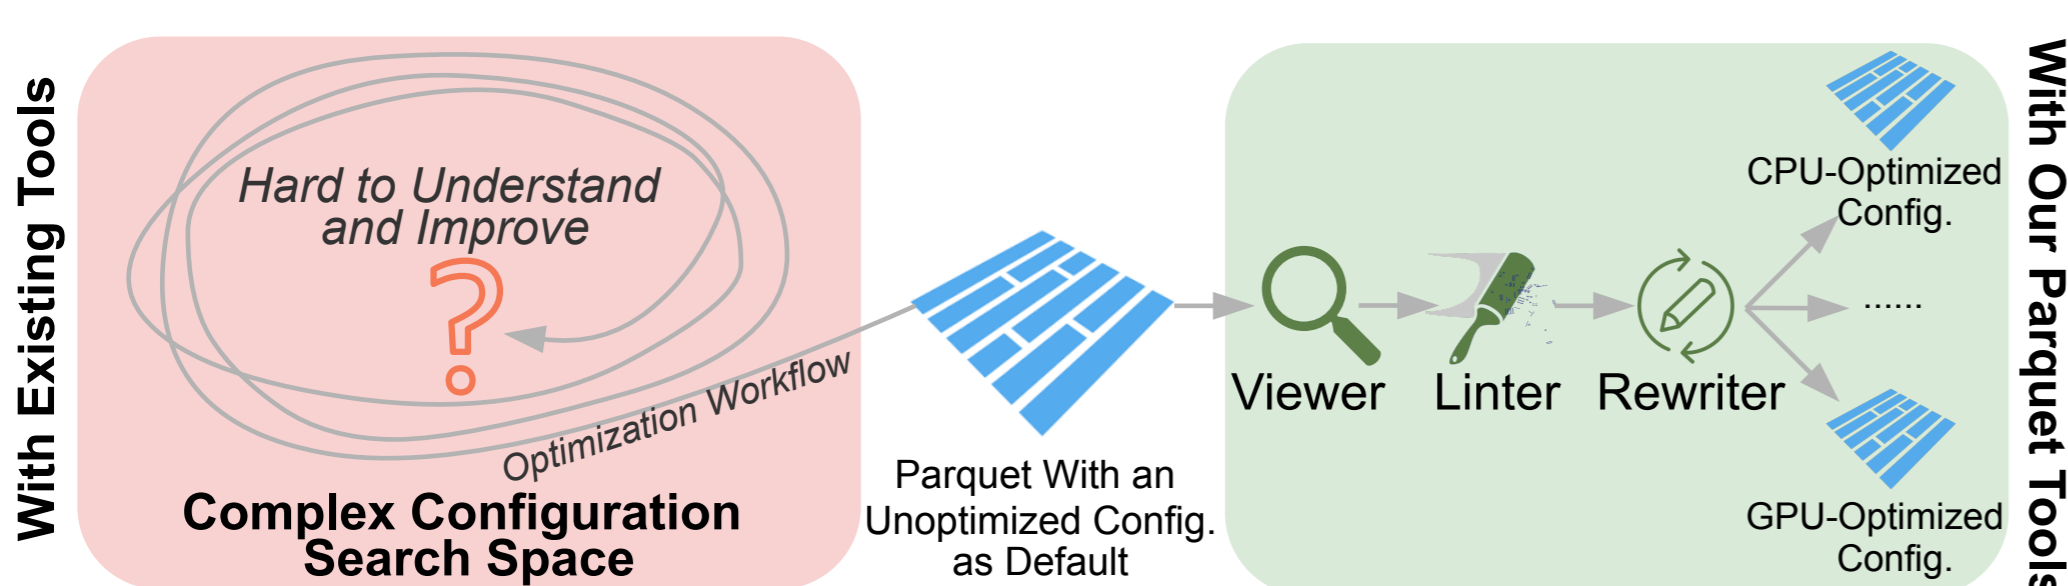 With Existing Tools
Hard to Understand
and Improve
?
Optimization Workflow
Complex Configuration
Search Space
Parquet With an
Unoptimized Config.
as Default
Viewer
Linter
Rewriter
CPU-Optimized
Config.
......
GPU-Optimized
Config.
With Our Parquet Tools